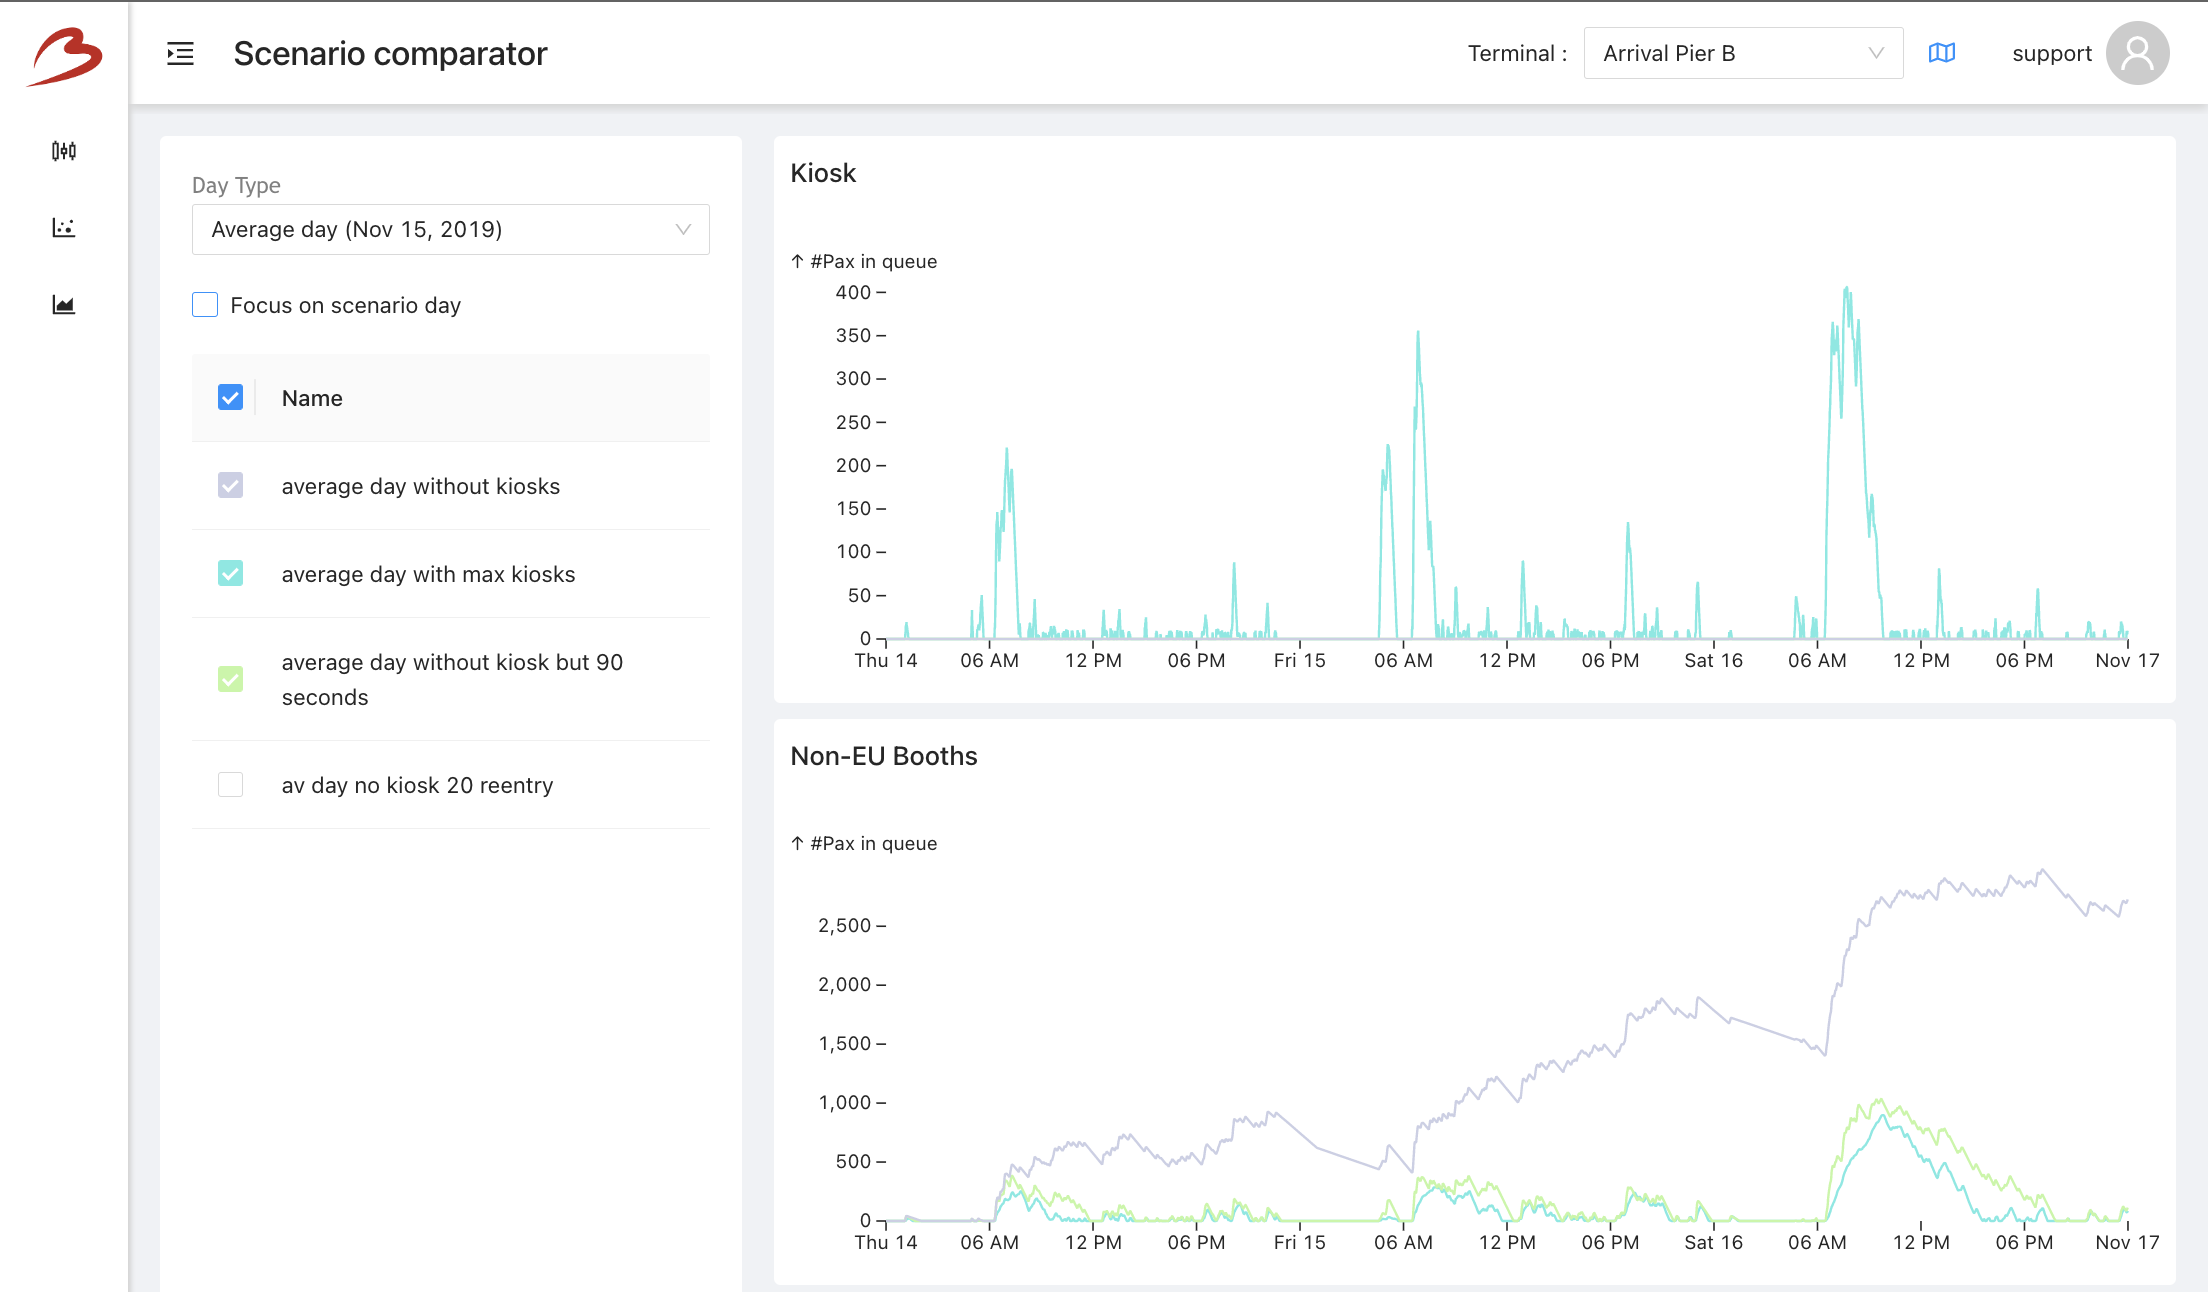 Scenario comparator
Terminal :
Arrival Pier B
support
Day Type
Average day (Nov 15, 2019)
Focus on scenario day
Name
average day without kiosks
average day with max kiosks
average day without kiosk but 90
seconds
av day no kiosk 20 reentry
Kiosk
↑ #Pax in queue
400
350
300
250
200
150
100
50
0
Thu 14 06 AM 12 PM 06 PM Fri 15 06 AM 12 PM 06 PM Sat 16 06 AM 12 PM 06 PM Nov 17
Non-EU Booths
↑ #Pax in queue
2,500
2,000
1,500
1,000
500
0
Thu 14 06 AM 12 PM 06 PM Fri 15 06 AM 12 PM 06 PM Sat 16 06 AM 12 PM 06 PM Nov 17